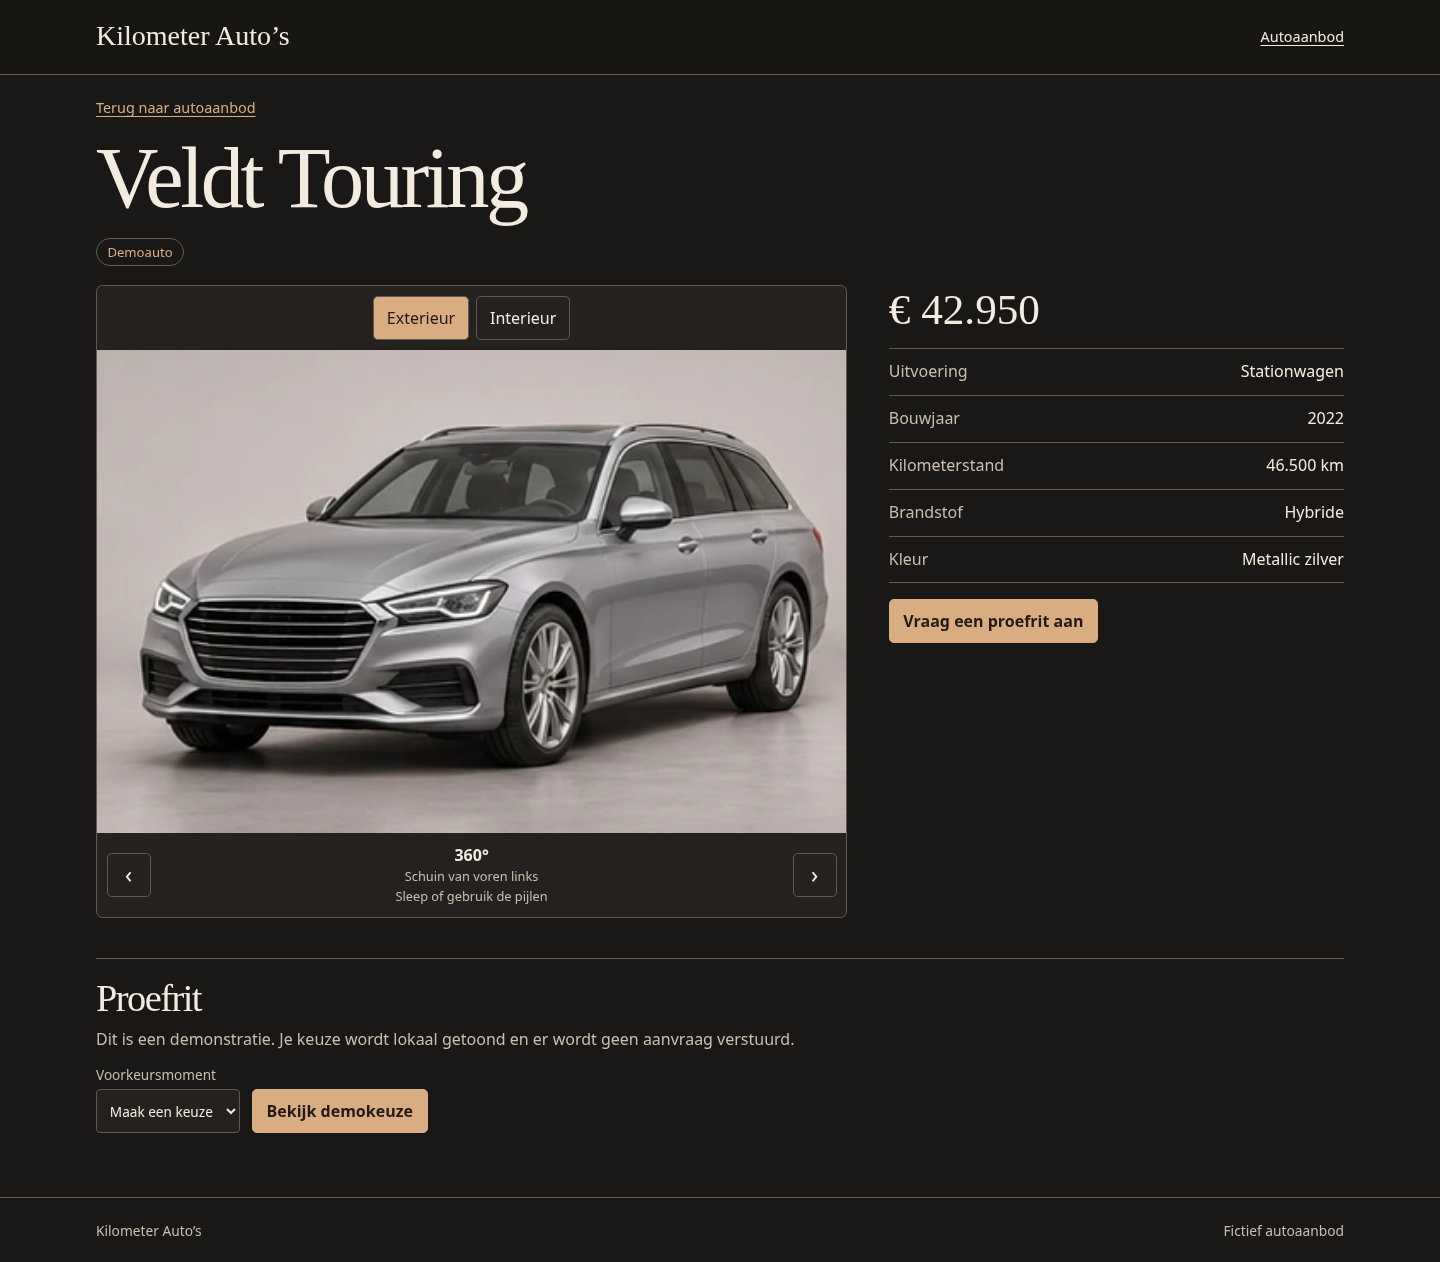 Kilometer Auto’s
Autoaanbod
Terug naar autoaanbod
Veldt Touring
Demoauto
Exterieur
Interieur
‹
360°
Schuin van voren links
Sleep of gebruik de pijlen
›
€ 42.950
Uitvoering Stationwagen
Bouwjaar 2022
Kilometerstand 46.500 km
Brandstof Hybride
Kleur Metallic zilver
Vraag een proefrit aan
Proefrit
Dit is een demonstratie. Je keuze wordt lokaal getoond en er wordt geen aanvraag verstuurd.
Voorkeursmoment
Maak een keuze
Bekijk demokeuze
Kilometer Auto’s
Fictief autoaanbod